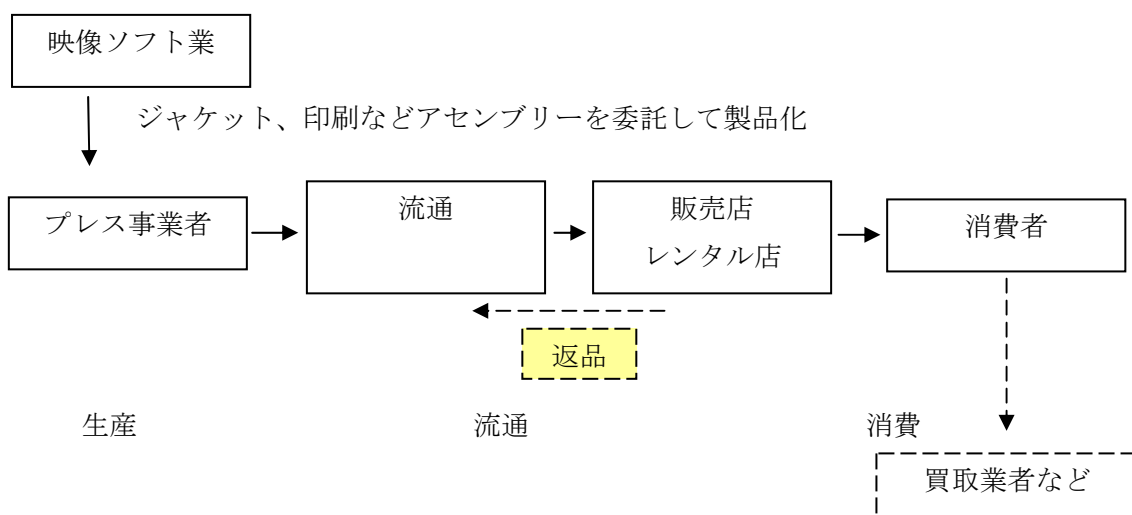 映像ソフト業
ジャケット、印刷などアセンブリーを委託して製品化
プレス事業者
流通
販売店
レンタル店
消費者
返品
生産
流通
消費
買取業者など